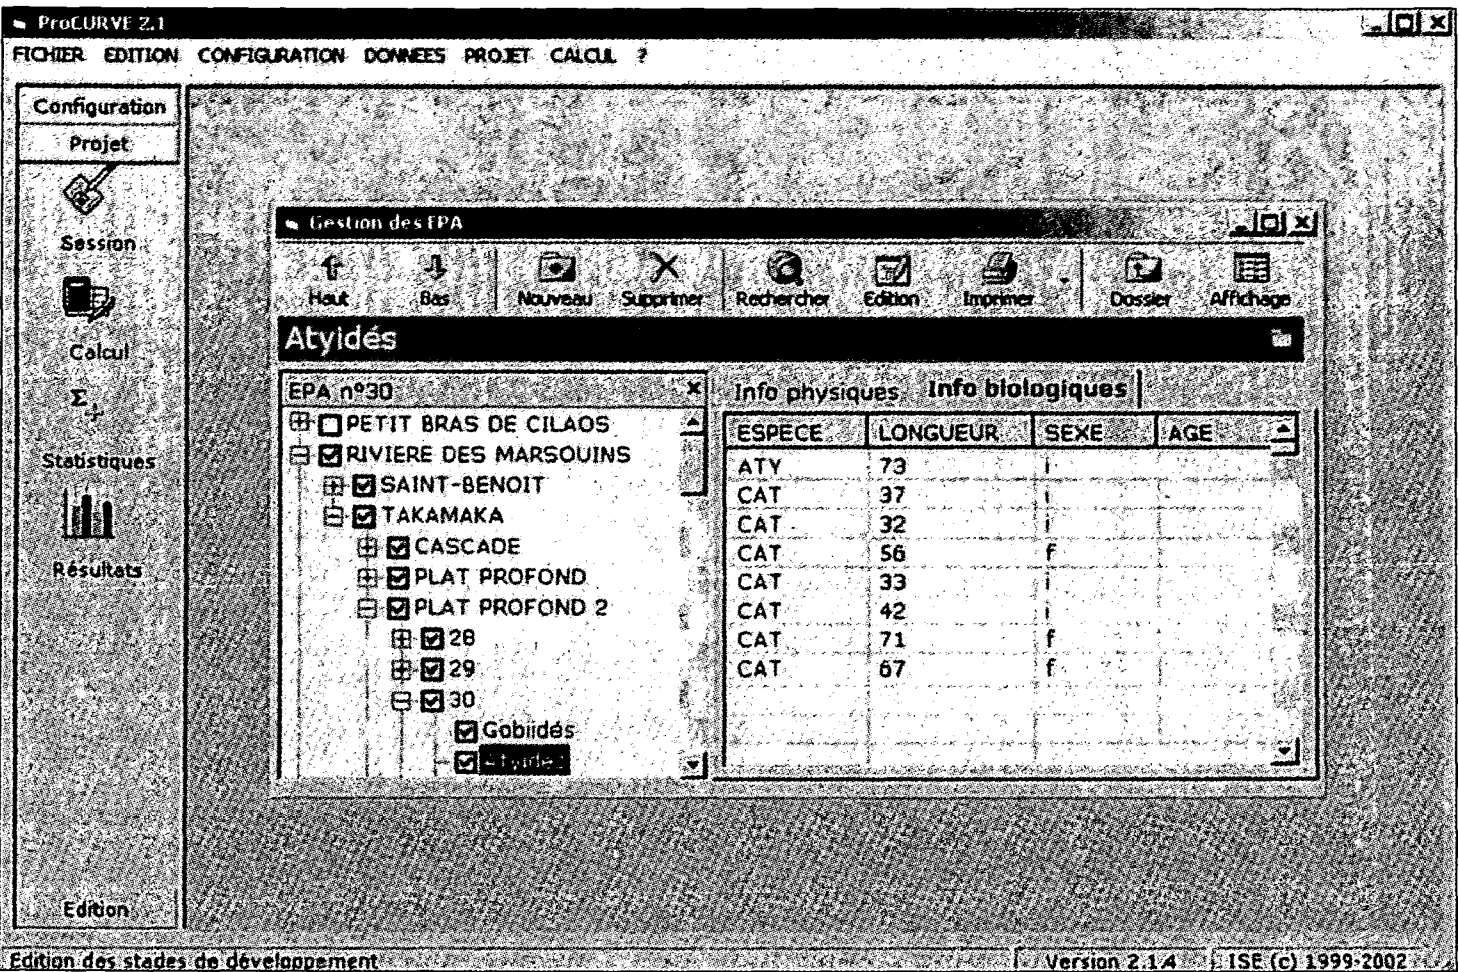 ProCURVE 2.1
FICHIER EDITION CONFIGURATION DONNEES PROJET CALCUL ?
Configuration
Projet
Session
Calcul
Statistiques
Résultats
Edition
Gestion des EPA
Haut Bas Nouveau Supprimer Rechercher Edition Imprimer Dossier Affichage
Atyidés
EPA nº30
PETIT BRAS DE CILAOS
RIVIERE DES MARSOUINS
SAINT-BENOIT
TAKAMAKA
CASCADE
PLAT PROFOND
PLAT PROFOND 2
28
29
30
Gobiidés
Atyidés
Info physiques Info biologiques
ESPECE LONGUEUR SEXE AGE
ATY 73 i
CAT 37 i
CAT 32 i
CAT 56 f
CAT 33 i
CAT 42 i
CAT 71 f
CAT 67 f
Edition des stades de développement Version 2.1.4 ISE (c) 1999-2002